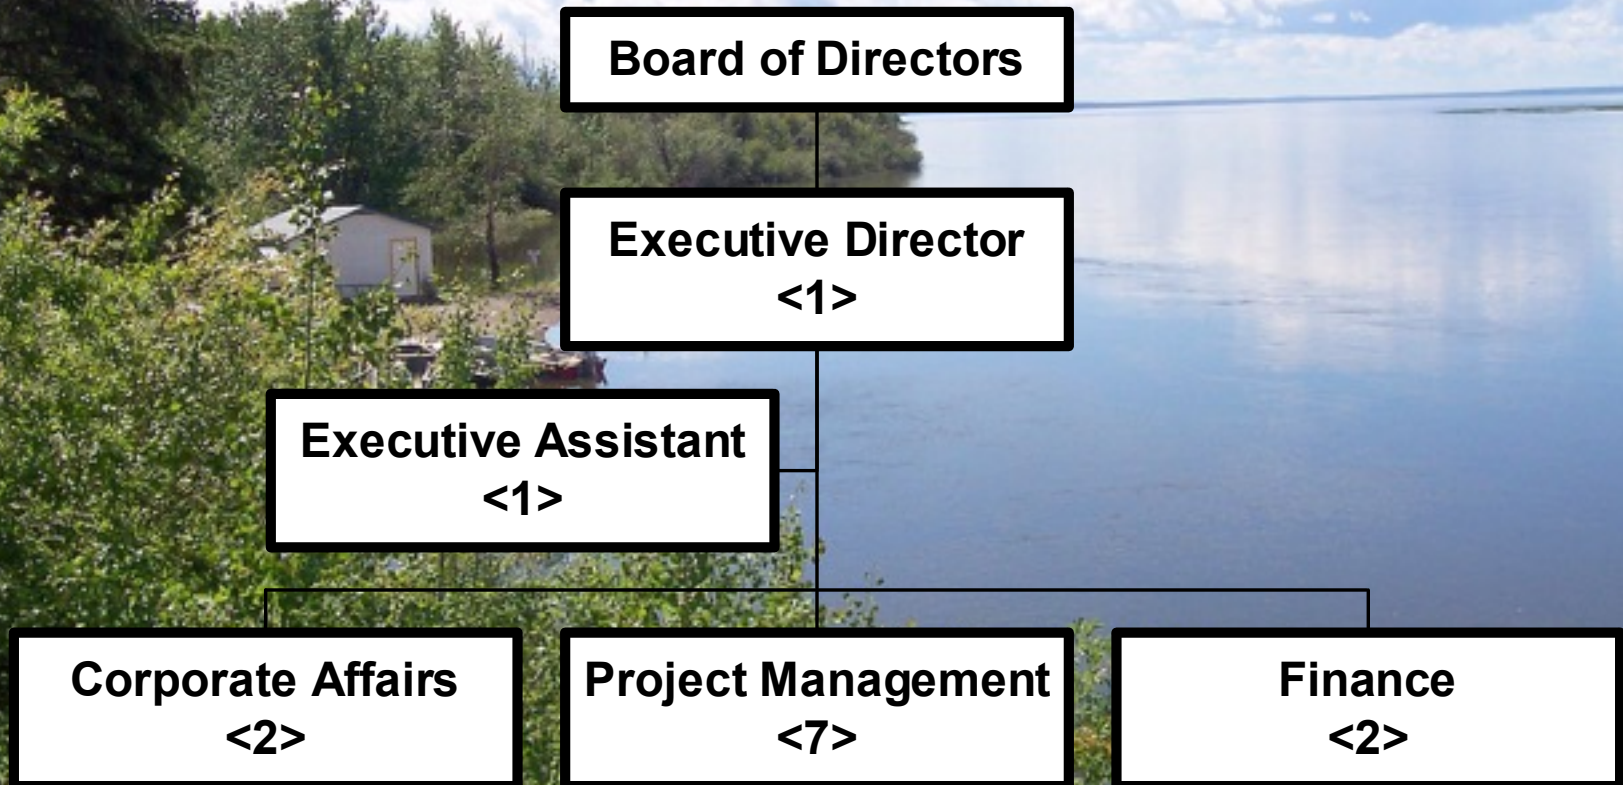 Board of Directors
Executive Director
<1>
Executive Assistant
<1>
Corporate Affairs
<2>
Project Management
<7>
Finance
<2>